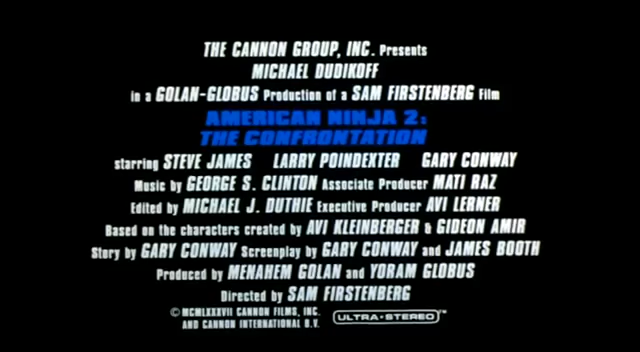 THE CANNON GROUP, INC. Presents
MICHAEL DUDIKOFF
in a GOLAN-GLOBUS Production of a SAM FIRSTENBERG Film
AMERICAN NINJA 2:
THE CONFRONTATION
starring STEVE JAMES LARRY POINDEXTER GARY CONWAY
Music by GEORGE S. CLINTON Associate Producer MATI RAZ
Edited by MICHAEL J. DUTHIE Executive Producer AVI LERNER
Based on the characters created by AVI KLEINBERGER & GIDEON AMIR
Story by GARY CONWAY Screenplay by GARY CONWAY and JAMES BOOTH
Produced by MENAHEM GOLAN and YORAM GLOBUS
Directed by SAM FIRSTENBERG
© MCMLXXXVII CANNON FILMS, INC. ULTRA-STEREO™
AND CANNON INTERNATIONAL B.V.